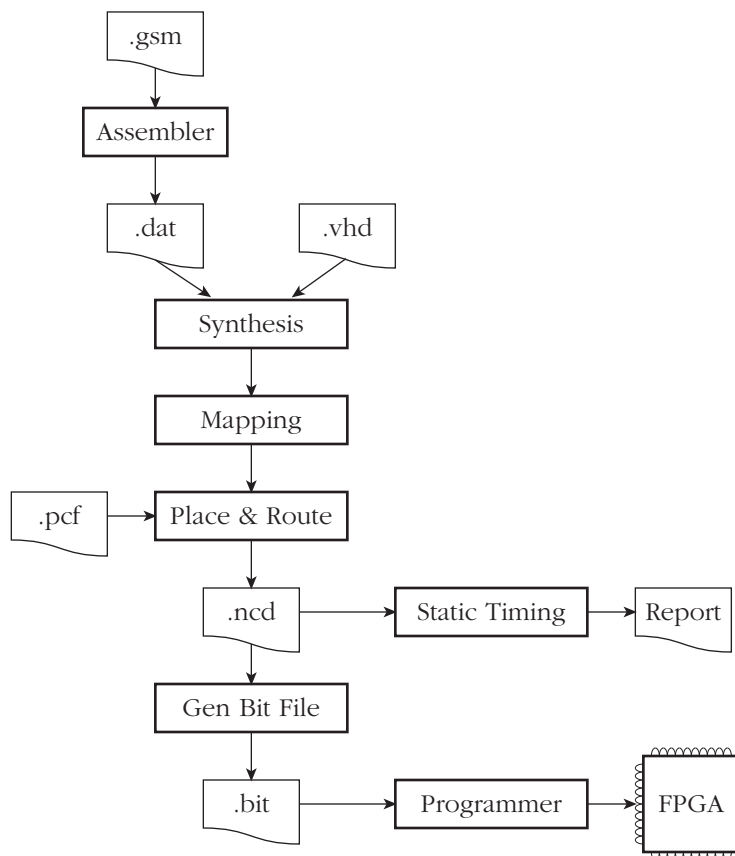 .gsm
Assembler
.dat
.vhd
Synthesis
Mapping
.pcf
Place & Route
.ncd
Static Timing
Report
Gen Bit File
.bit
Programmer
FPGA